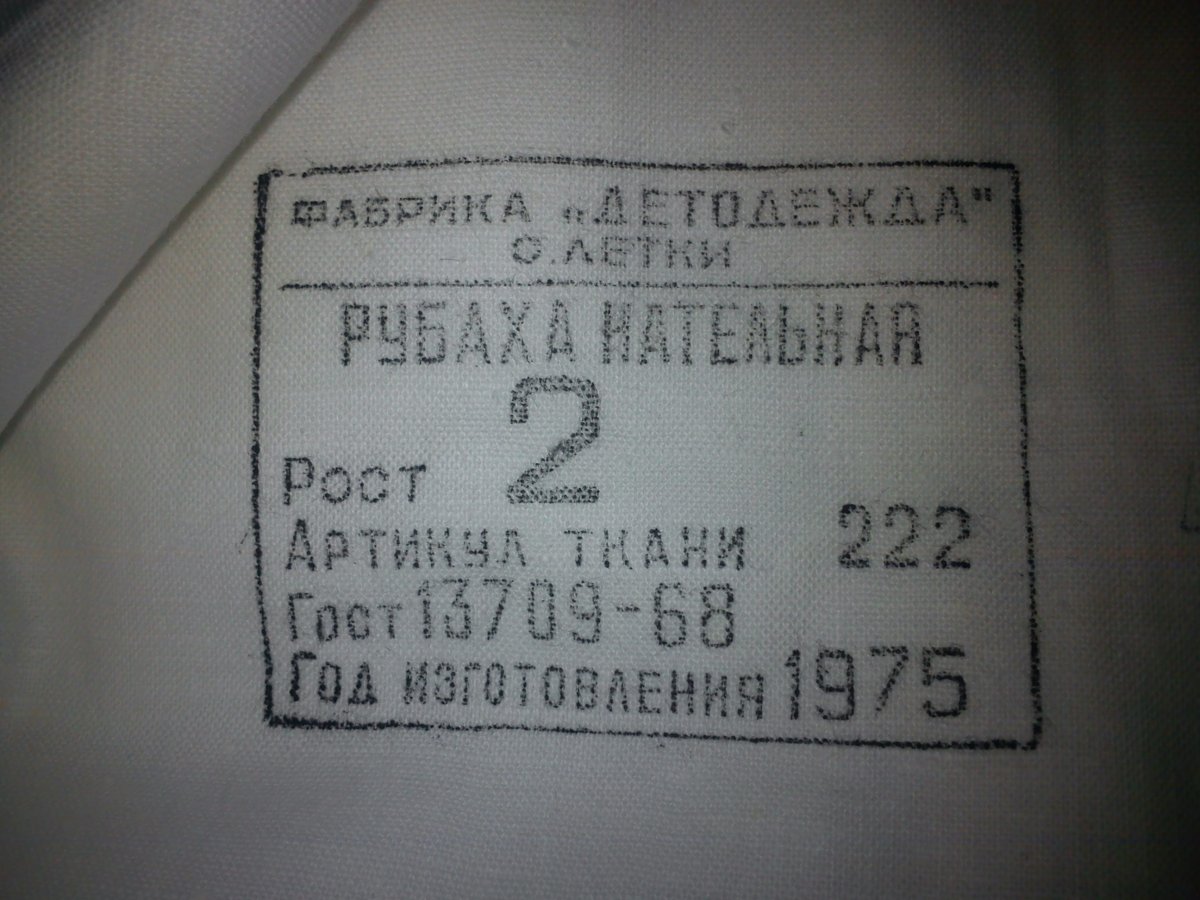 ФАБРИКА «ДЕТОДЕЖДА"
С. ЛЕТКИ
РУБАХА НАТЕЛЬНАЯ
2
Рост
Артикул ткани 222
Гост 13709-68
Год изготовления 1975